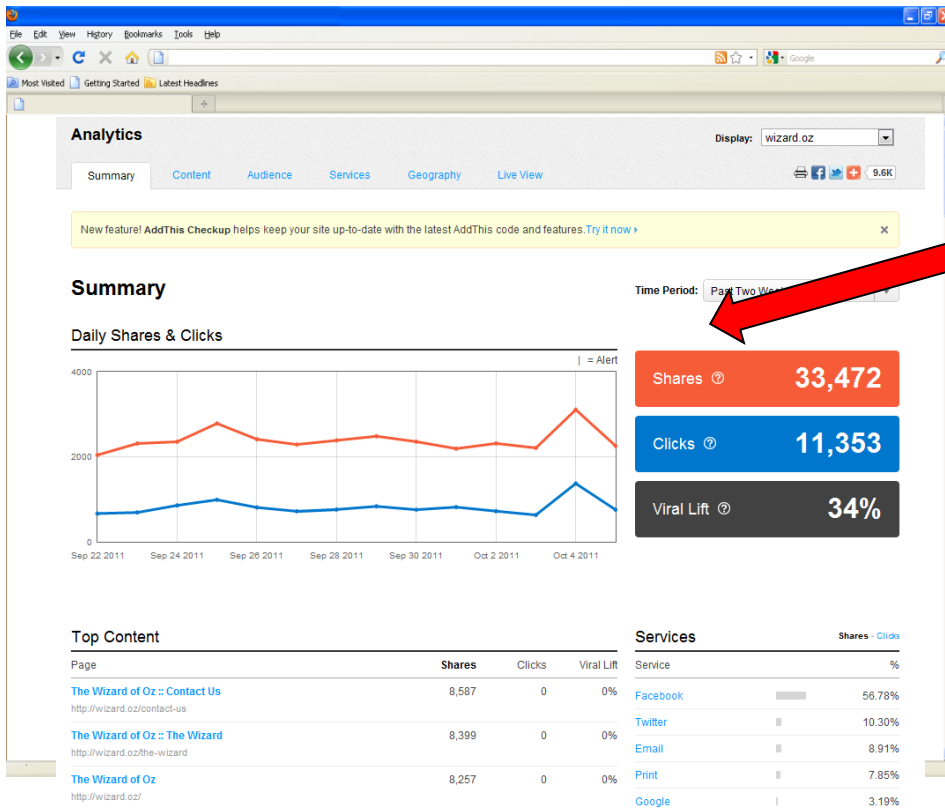 File Edit View History Bookmarks Tools Help
Google
Most Visited Getting Started Latest Headlines
Analytics
Display: wizard.oz
Summary Content Audience Services Geography Live View
9.6K
New feature! AddThis Checkup helps keep your site up-to-date with the latest AddThis code and features. Try it now
Summary
Time Period: Past Two
Daily Shares & Clicks
| = Alert
4000
2000
0
Sep 22 2011 Sep 24 2011 Sep 26 2011 Sep 28 2011 Sep 30 2011 Oct 2 2011 Oct 4 2011
Shares ? 33,472
Clicks ? 11,353
Viral Lift ? 34%
Top Content
Page Shares Clicks Viral Lift
The Wizard of Oz :: Contact Us 8,587 0 0%
http://wizard.oz/contact-us
The Wizard of Oz :: The Wizard 8,399 0 0%
http://wizard.oz/the-wizard
The Wizard of Oz 8,257 0 0%
http://wizard.oz/
Services Shares - Clicks
Service %
Facebook 56.78%
Twitter 10.30%
Email 8.91%
Print 7.85%
Google 3.19%